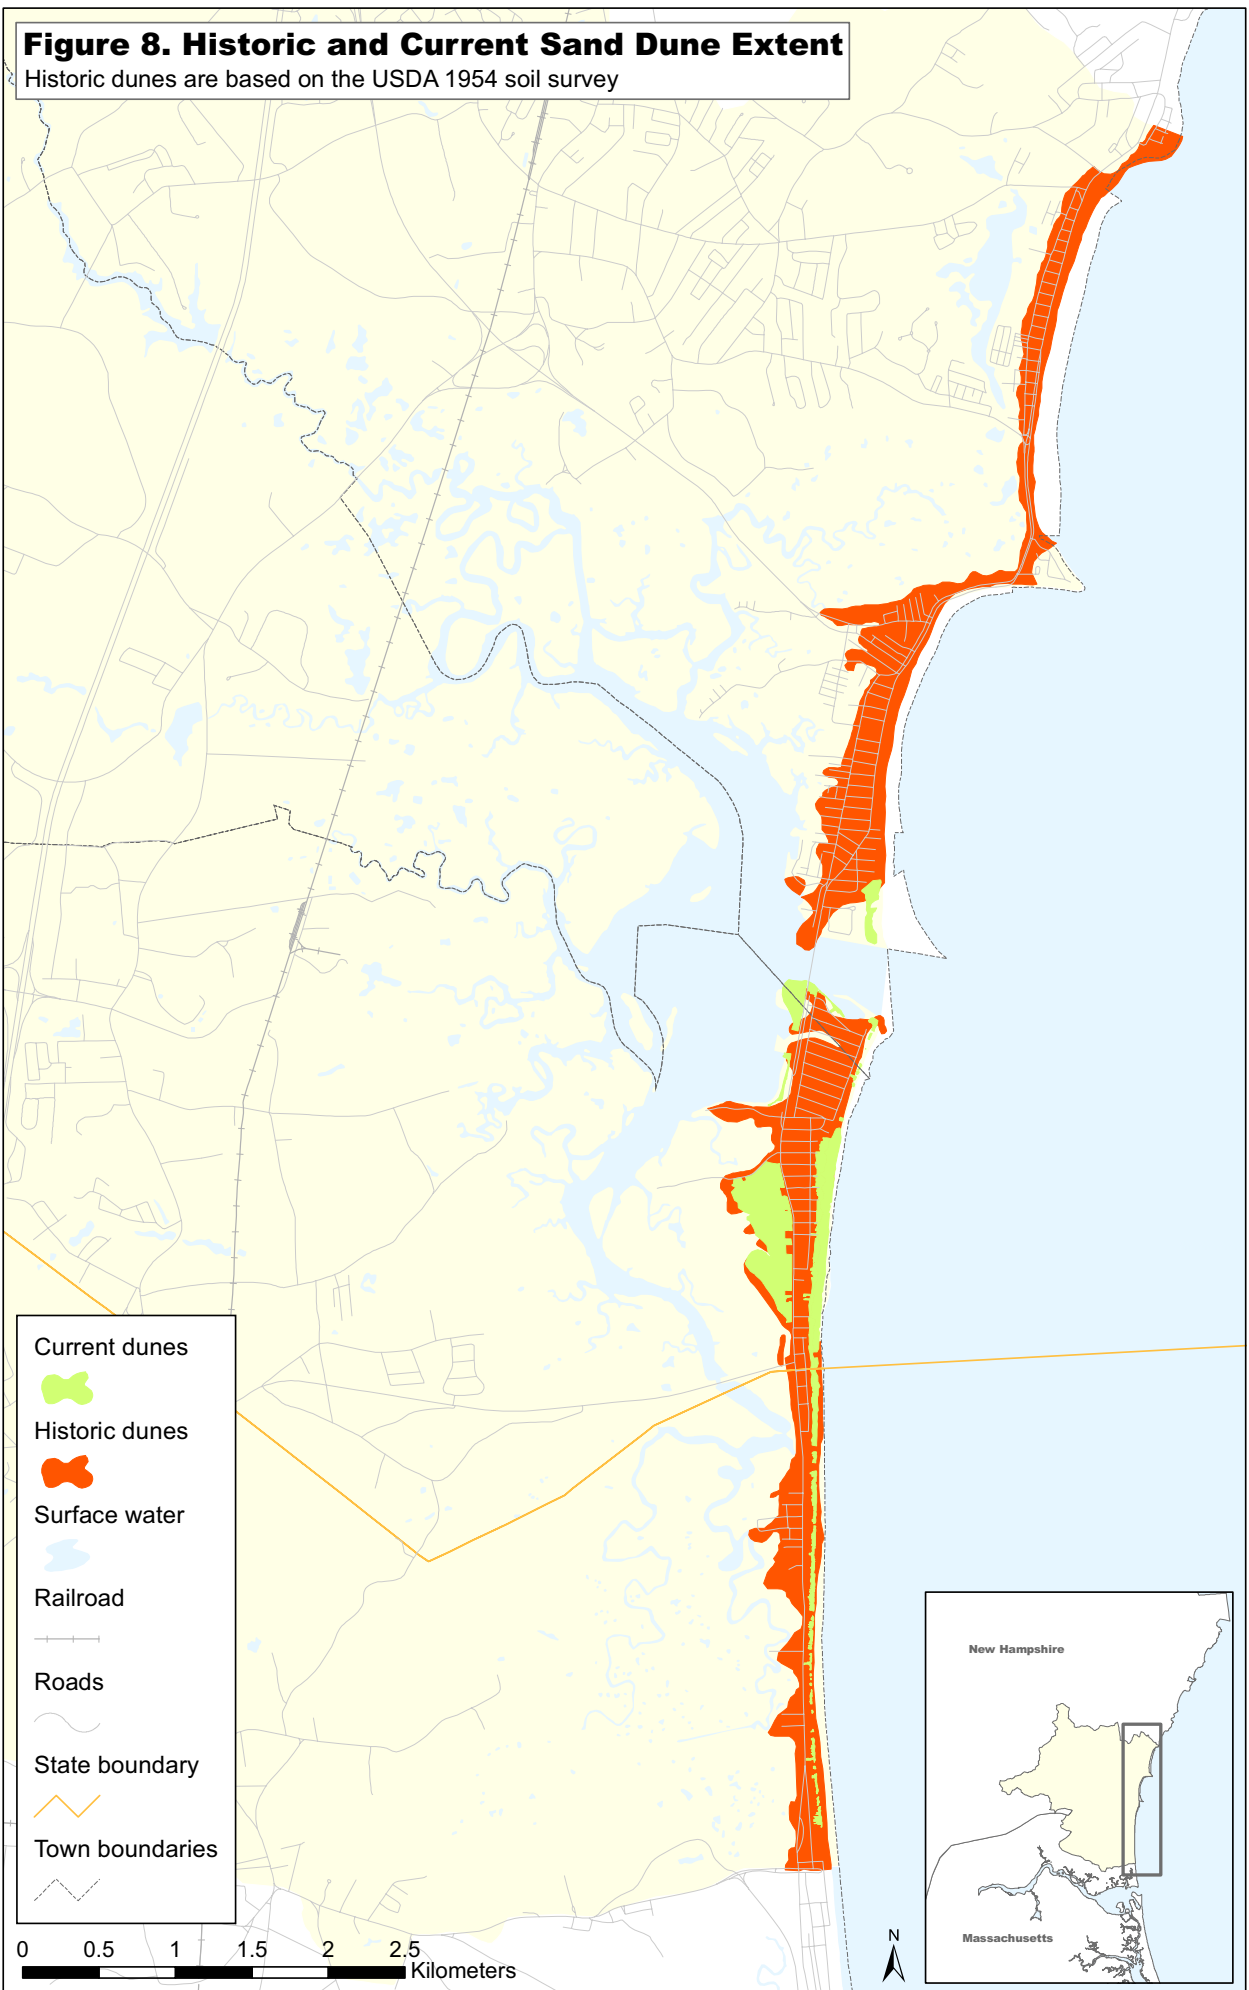 Figure 8. Historic and Current Sand Dune Extent
Historic dunes are based on the USDA 1954 soil survey
Current dunes
Historic dunes
Surface water
Railroad
Roads
State boundary
Town boundaries
0 0.5 1 1.5 2 2.5
Kilometers
N
New Hampshire
Massachusetts